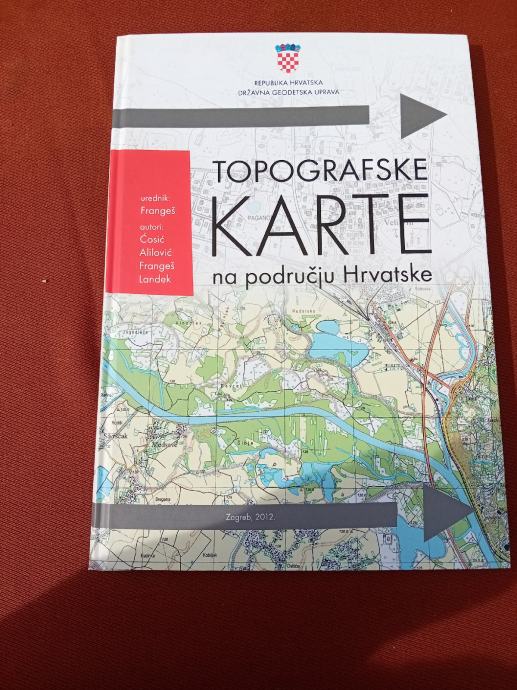 REPUBLIKA HRVATSKA
DRŽAVNA GEODETSKA UPRAVA
TOPOGRAFSKE
KARTE
na području Hrvatske
urednik:
Frangeš
autori:
Ćosić
Alilović
Frangeš
Landek
Zagreb, 2012.